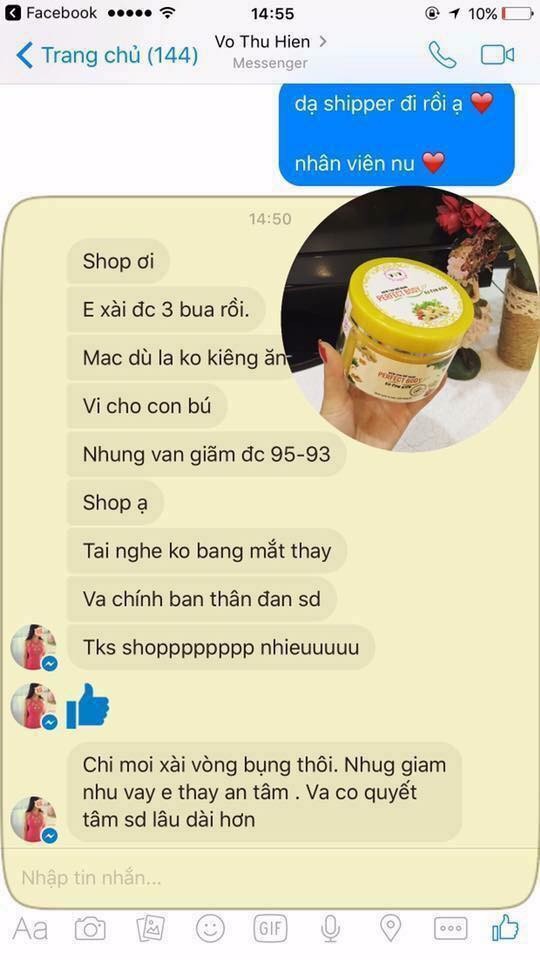 Facebook 14:55 10%
Trang chủ (144) Vo Thu Hien
Messenger
dạ shipper đi rồi ạ ❤️
nhân viên nu ❤️
14:50
Shop ơi
E xài đc 3 bua rồi.
Mac dù la ko kiêng ăn
Vi cho con bú
Nhưng van giãm đc 95-93
Shop ạ
Tai nghe ko bang mắt thay
Va chính ban thân đan sd
Tks shopppppppp nhieuuuuu
Chi moi xài vòng bụng thôi. Nhug giam
nhu vay e thay an tâm . Va co quyết
tâm sd lâu dài hơn
PERFECT BODY
PERFECT BODY
Nhập tin nhắn...
Aa GIF